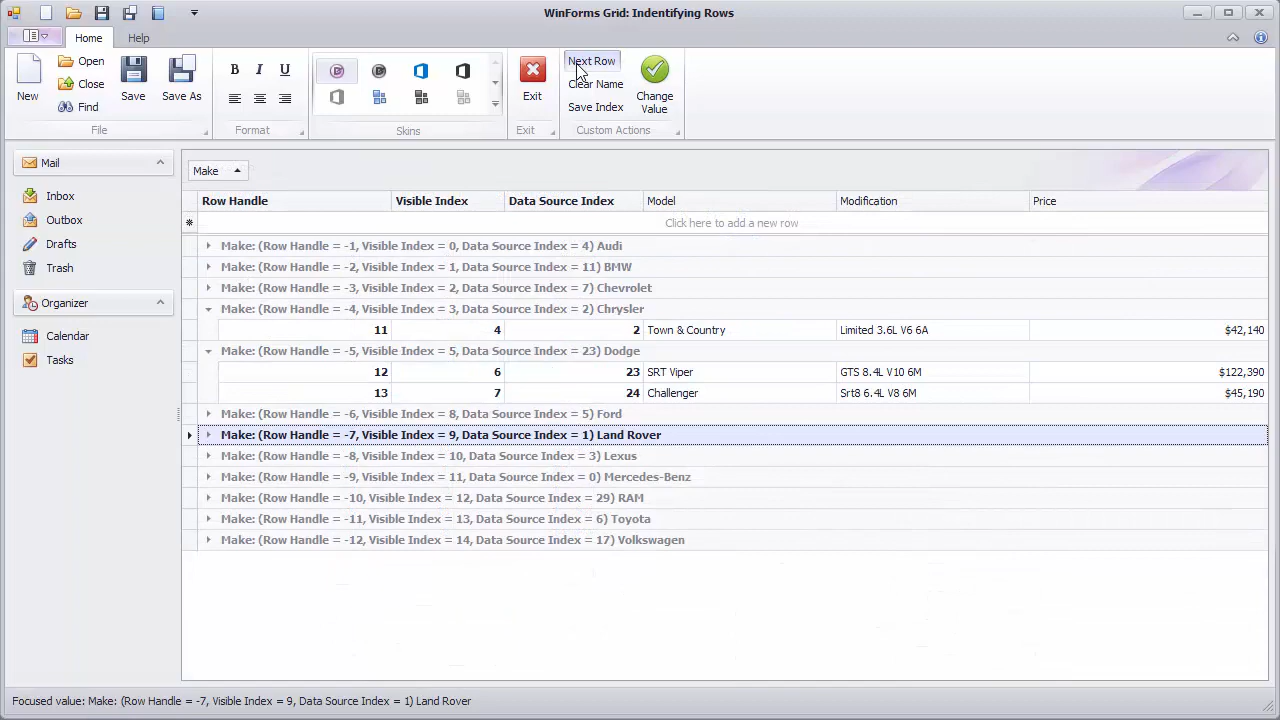 WinForms Grid: Indentifying Rows
Home Help
New
Open
Close
Find
Save
Save As
File
B I U
Format
Skins
Exit
Exit
Next Row
Clear Name
Save Index
Change Value
Custom Actions
Mail
Inbox
Outbox
Drafts
Trash
Organizer
Calendar
Tasks
Make
Row Handle Visible Index Data Source Index Model Modification Price
Click here to add a new row
Make: (Row Handle = -1, Visible Index = 0, Data Source Index = 4) Audi
Make: (Row Handle = -2, Visible Index = 1, Data Source Index = 11) BMW
Make: (Row Handle = -3, Visible Index = 2, Data Source Index = 7) Chevrolet
Make: (Row Handle = -4, Visible Index = 3, Data Source Index = 2) Chrysler
11 4 2 Town & Country Limited 3.6L V6 6A $42,140
Make: (Row Handle = -5, Visible Index = 5, Data Source Index = 23) Dodge
12 6 23 SRT Viper GTS 8.4L V10 6M $122,390
13 7 24 Challenger Srt8 6.4L V8 6M $45,190
Make: (Row Handle = -6, Visible Index = 8, Data Source Index = 5) Ford
Make: (Row Handle = -7, Visible Index = 9, Data Source Index = 1) Land Rover
Make: (Row Handle = -8, Visible Index = 10, Data Source Index = 3) Lexus
Make: (Row Handle = -9, Visible Index = 11, Data Source Index = 0) Mercedes-Benz
Make: (Row Handle = -10, Visible Index = 12, Data Source Index = 29) RAM
Make: (Row Handle = -11, Visible Index = 13, Data Source Index = 6) Toyota
Make: (Row Handle = -12, Visible Index = 14, Data Source Index = 17) Volkswagen
Focused value: Make: (Row Handle = -7, Visible Index = 9, Data Source Index = 1) Land Rover